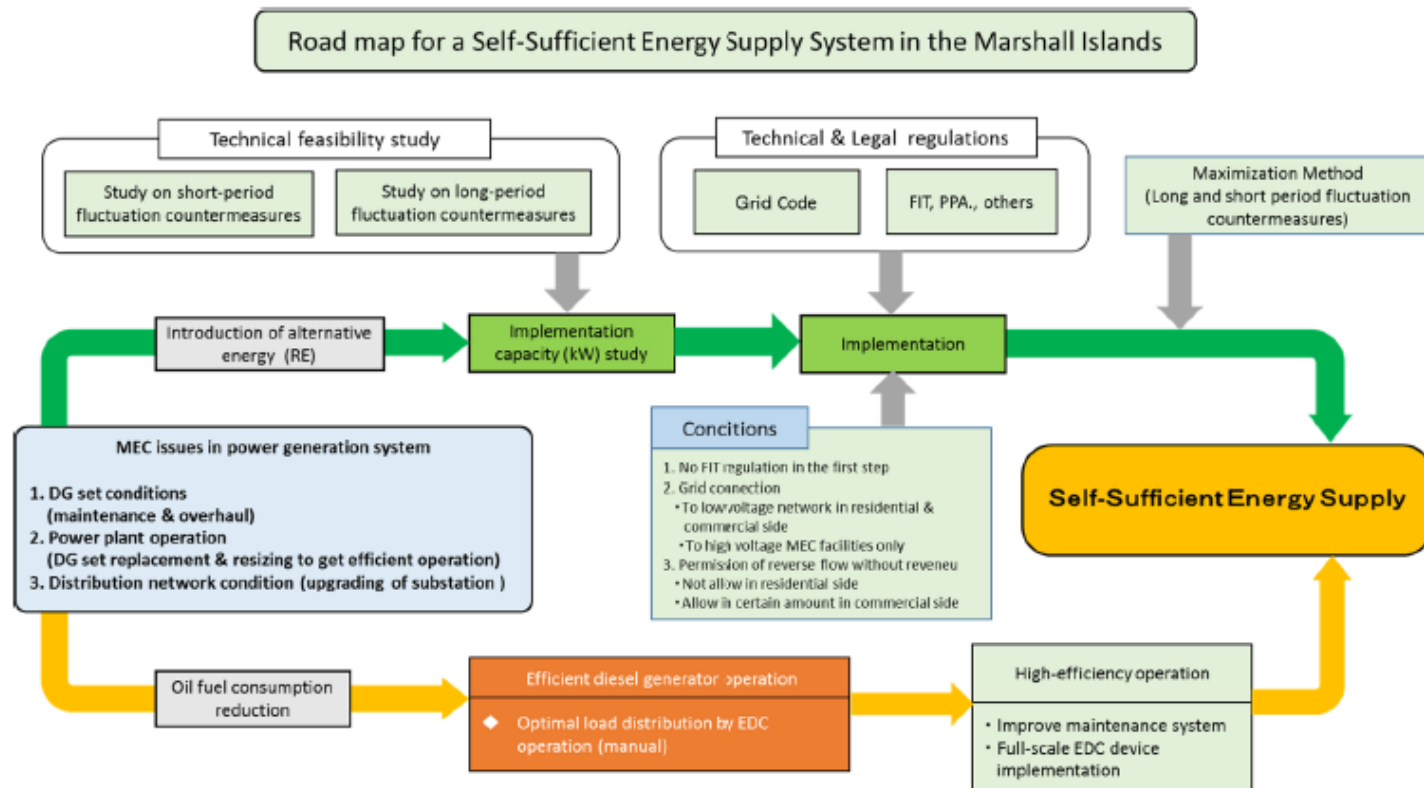 Road map for a Self-Sufficient Energy Supply System in the Marshall Islands
Technical feasibility study
Study on short-period
fluctuation countermeasures
Study on long-period
fluctuation countermeasures
Technical & Legal regulations
Grid Code
FIT, PPA., others
Maximization Method
(Long and short period fluctuation
countermeasures)
Introduction of alternative
energy (RE)
Implementation
capacity (kW) study
Implementation
MEC issues in power generation system
1. DG set conditions
(maintenance & overhaul)
2. Power plant operation
(DG set replacement & resizing to get efficient operation)
3. Distribution network condition (upgrading of substation )
Concitions
1. No FIT regulation in the first step
2. Grid connection
・To low voltage network in residential &
commercial side
・To high voltage MEC facilities only
3. Permission of reverse flow without reveneu
・Not allow in residential side
・Allow in certain amount in commercial side
Self-Sufficient Energy Supply
Oil fuel consumption
reduction
Efficient diesel generator operation
◆ Optimal load distribution by EDC
operation (manual)
High-efficiency operation
・Improve maintenance system
・Full-scale EDC device
implementation